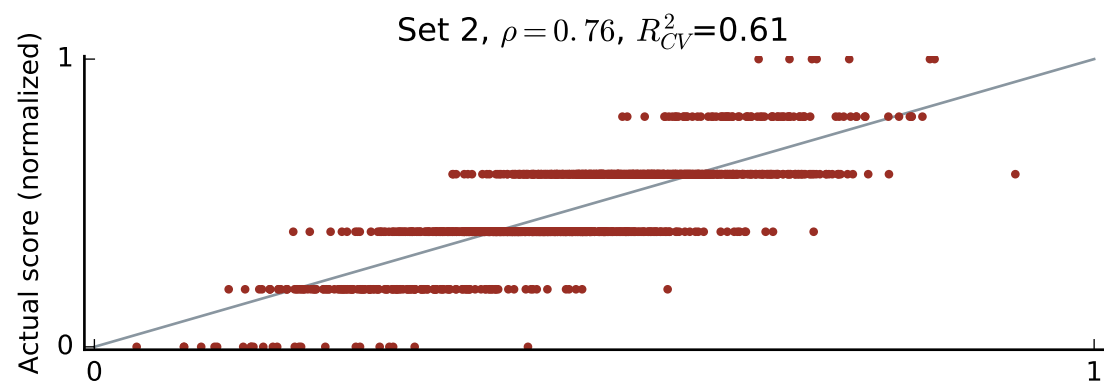 Set 2, ρ = 0.76, R²_CV=0.61
Actual score (normalized)
1
0
0
1